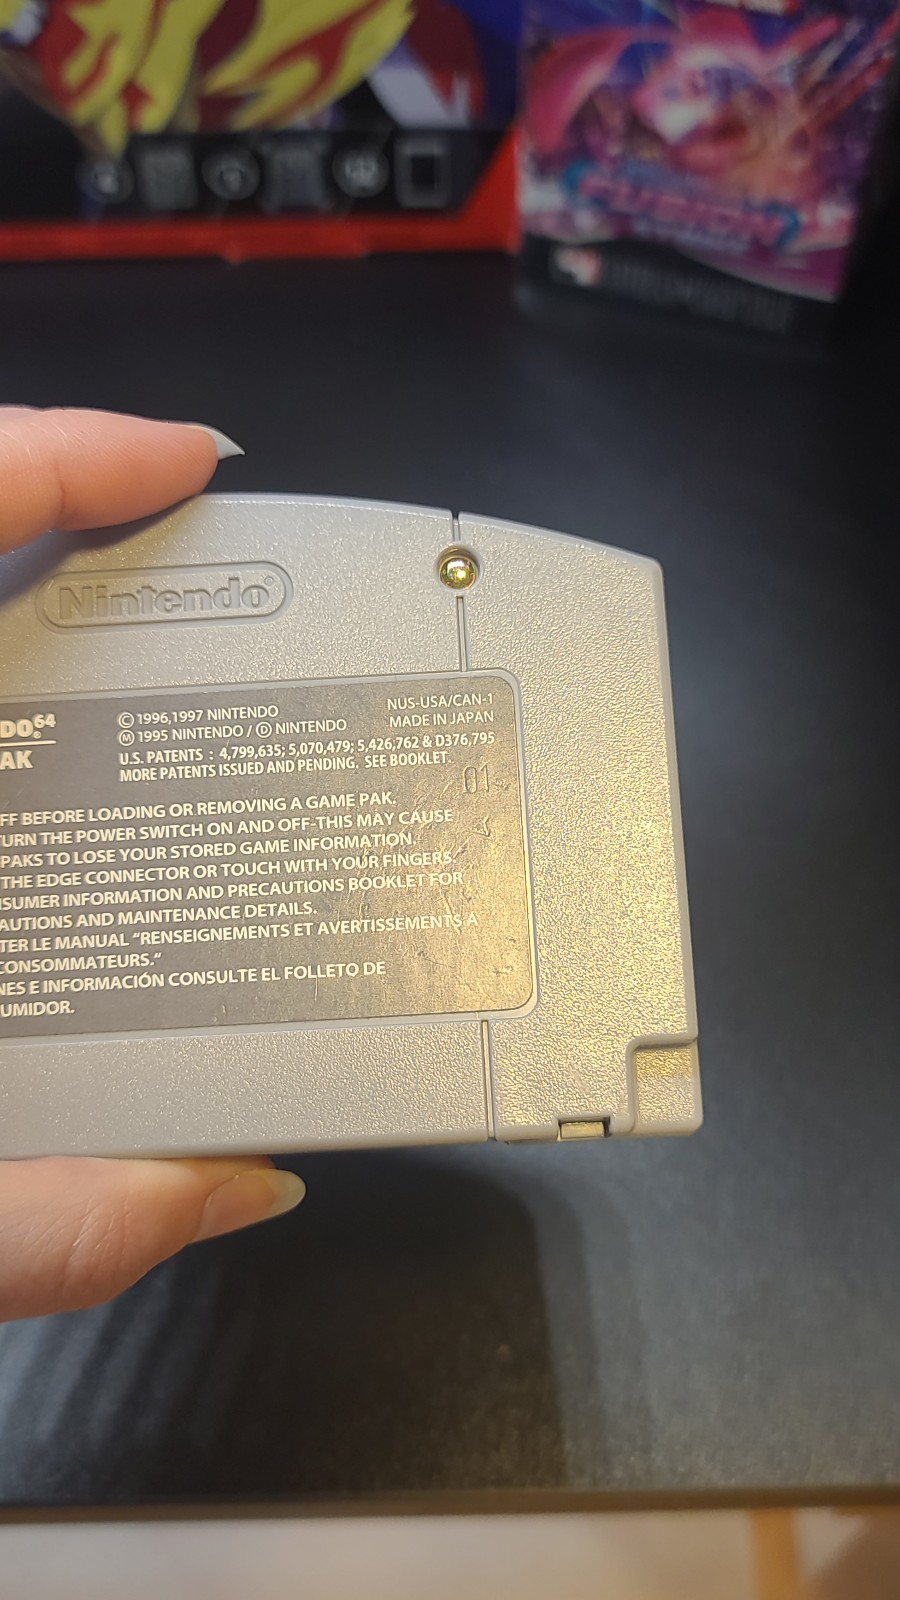 FUSION
Nintendo®
DO®64
AK
© 1996,1997 NINTENDO
Ⓜ 1995 NINTENDO / Ⓓ NINTENDO
NUS-USA/CAN-1
MADE IN JAPAN
U.S. PATENTS : 4,799,635; 5,070,479; 5,426,762 & D376,795
MORE PATENTS ISSUED AND PENDING. SEE BOOKLET.
01
FF BEFORE LOADING OR REMOVING A GAME PAK.
TURN THE POWER SWITCH ON AND OFF-THIS MAY CAUSE
PAKS TO LOSE YOUR STORED GAME INFORMATION.
THE EDGE CONNECTOR OR TOUCH WITH YOUR FINGERS.
NSUMER INFORMATION AND PRECAUTIONS BOOKLET FOR
AUTIONS AND MAINTENANCE DETAILS.
TER LE MANUAL “RENSEIGNEMENTS ET AVERTISSEMENTS A
CONSOMMATEURS.“
NES E INFORMACIÓN CONSULTE EL FOLLETO DE
UMIDOR.